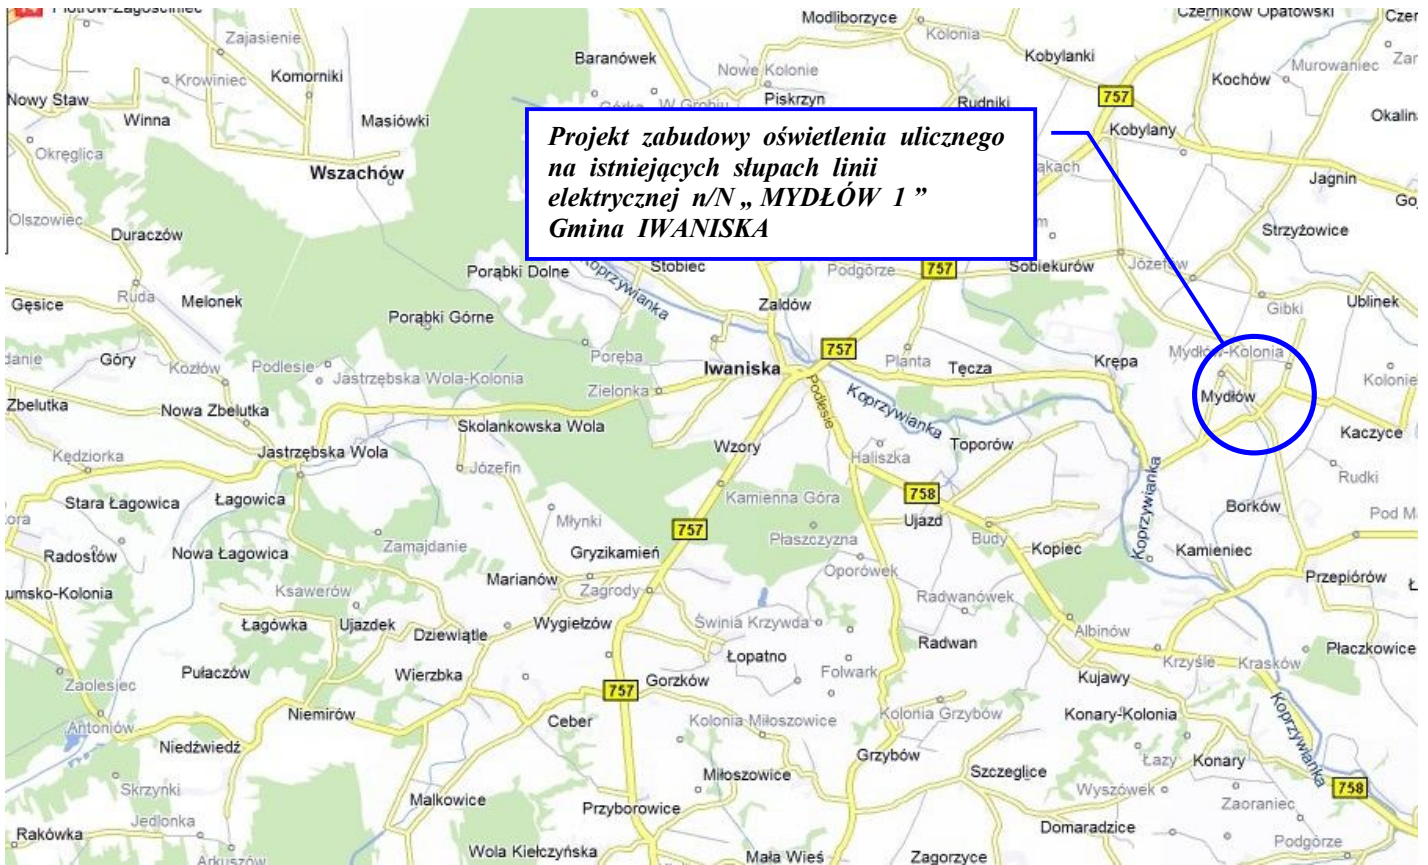 Piotrów-Zagościniec
Modliborzyce
Kolonia
Czerników Opatowski
Zajasienie
Baranówek
Kobylanki
Krowiniec
Komorniki
Nowe Kolonie
Kochów
Murowaniec
Nowy Staw
Piskrzyn
Rudniki
757
Winna
Masiówki
Kobylany
Projekt zabudowy oświetlenia ulicznego
na istniejących słupach linii
elektrycznej n/N „ MYDŁÓW 1 ”
Gmina IWANISKA
Okręglica
Wszachów
Jagnin
Olszowiec
Duraczów
Strzyżowice
Porąbki Dolne
Koprzywianka
Stobiec
Podgórze
757
Sobiekurów
Józefów
Gęsice
Ruda
Melonek
Porąbki Górne
Zaldów
Gibki
Ublinek
Góry
Kozłów
Podlesie
Jastrzębska Wola-Kolonia
Poręba
Iwaniska
757
Planta
Tęcza
Krępa
Mydłów-Kolonia
Zbelutka
Nowa Zbelutka
Zielonka
Podlesie
Koprzywianka
Mydłów
Skolankowska Wola
Kędziorka
Jastrzębska Wola
Józefin
Wzory
Haliszka
Toporów
Kaczyce
Rudki
Stara Łagowica
Łagowica
Kamienna Góra
758
Koprzywianka
Borków
Młynki
757
Płaszczyzna
Ujazd
Budy
Radostów
Nowa Łagowica
Zamajdanie
Gryzikamień
Kopiec
Kamieniec
Ksawerów
Marianów
Zagrody
Oporówek
Radwanówek
Przepiórów
Łagówka
Ujazdek
Dziewiątle
Wygiełzów
Świnia Krzywda
Radwan
Albinów
Płaczkowice
Zaolesiec
Pułaczów
Wierzbka
Łopatno
Folwark
Krzyśle
Krasków
757
Gorzków
Kujawy
Antoniów
Niemirów
Ceber
Kolonia Miłoszowice
Kolonia Grzybów
Konary-Kolonia
Koprzywianka
Niedźwiedź
Grzybów
Łazy
Konary
Skrzynki
Miłoszowice
Szczeglice
Wyszówek
758
Malkowice
Przyborowice
Zaoraniec
Rakówka
Jedlonka
Domaradzice
Podgórze
Arkuszów
Wola Kiełczyńska
Mała Wieś
Zagorzyce